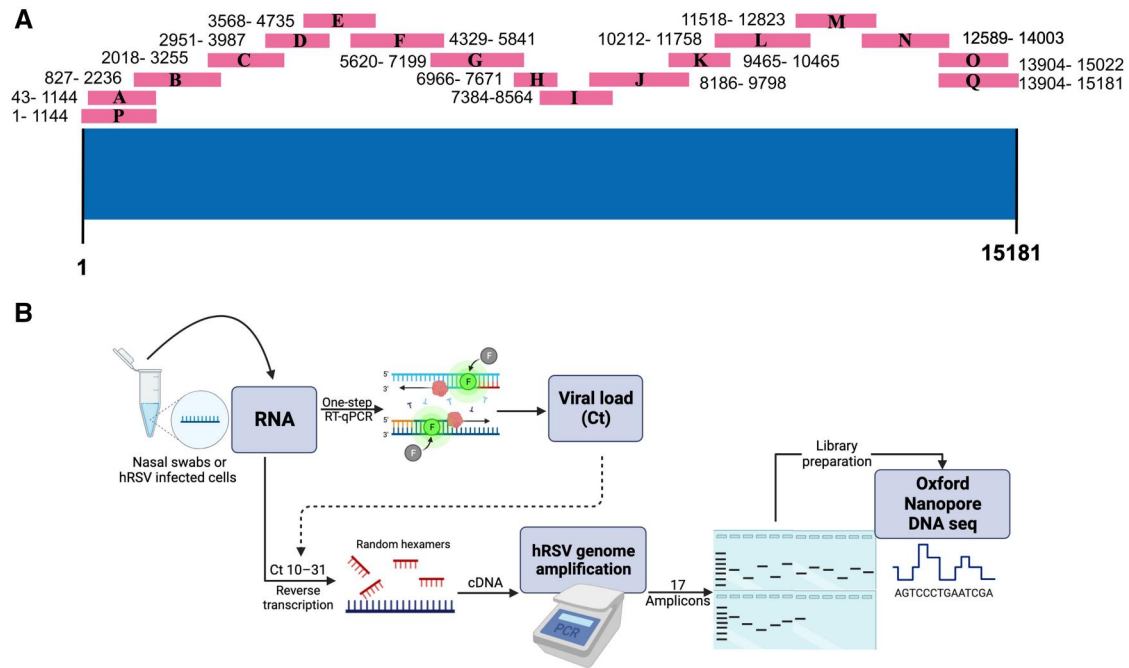 A
3568- 4735 E
11518- 12823 M
2951- 3987 D
F 4329- 5841
10212- 11758 L
N 12589- 14003
2018- 3255 C
5620- 7199 G
K 9465- 10465
O 13904- 15022
827- 2236 B
6966- 7671 H
J 8186- 9798
Q 13904- 15181
43- 1144 A
7384-8564 I
1- 1144 P
1
15181
B
RNA
Nasal swabs or
hRSV infected cells
One-step
RT-qPCR
5'
3'
F
F
5'
3'
F
F
Viral load
(Ct)
Library
preparation
Oxford
Nanopore
DNA seq
AGTCCCTGAATCGA
Ct 10–31
Reverse
transcription
Random hexamers
cDNA
hRSV genome
amplification
PCR
17
Amplicons